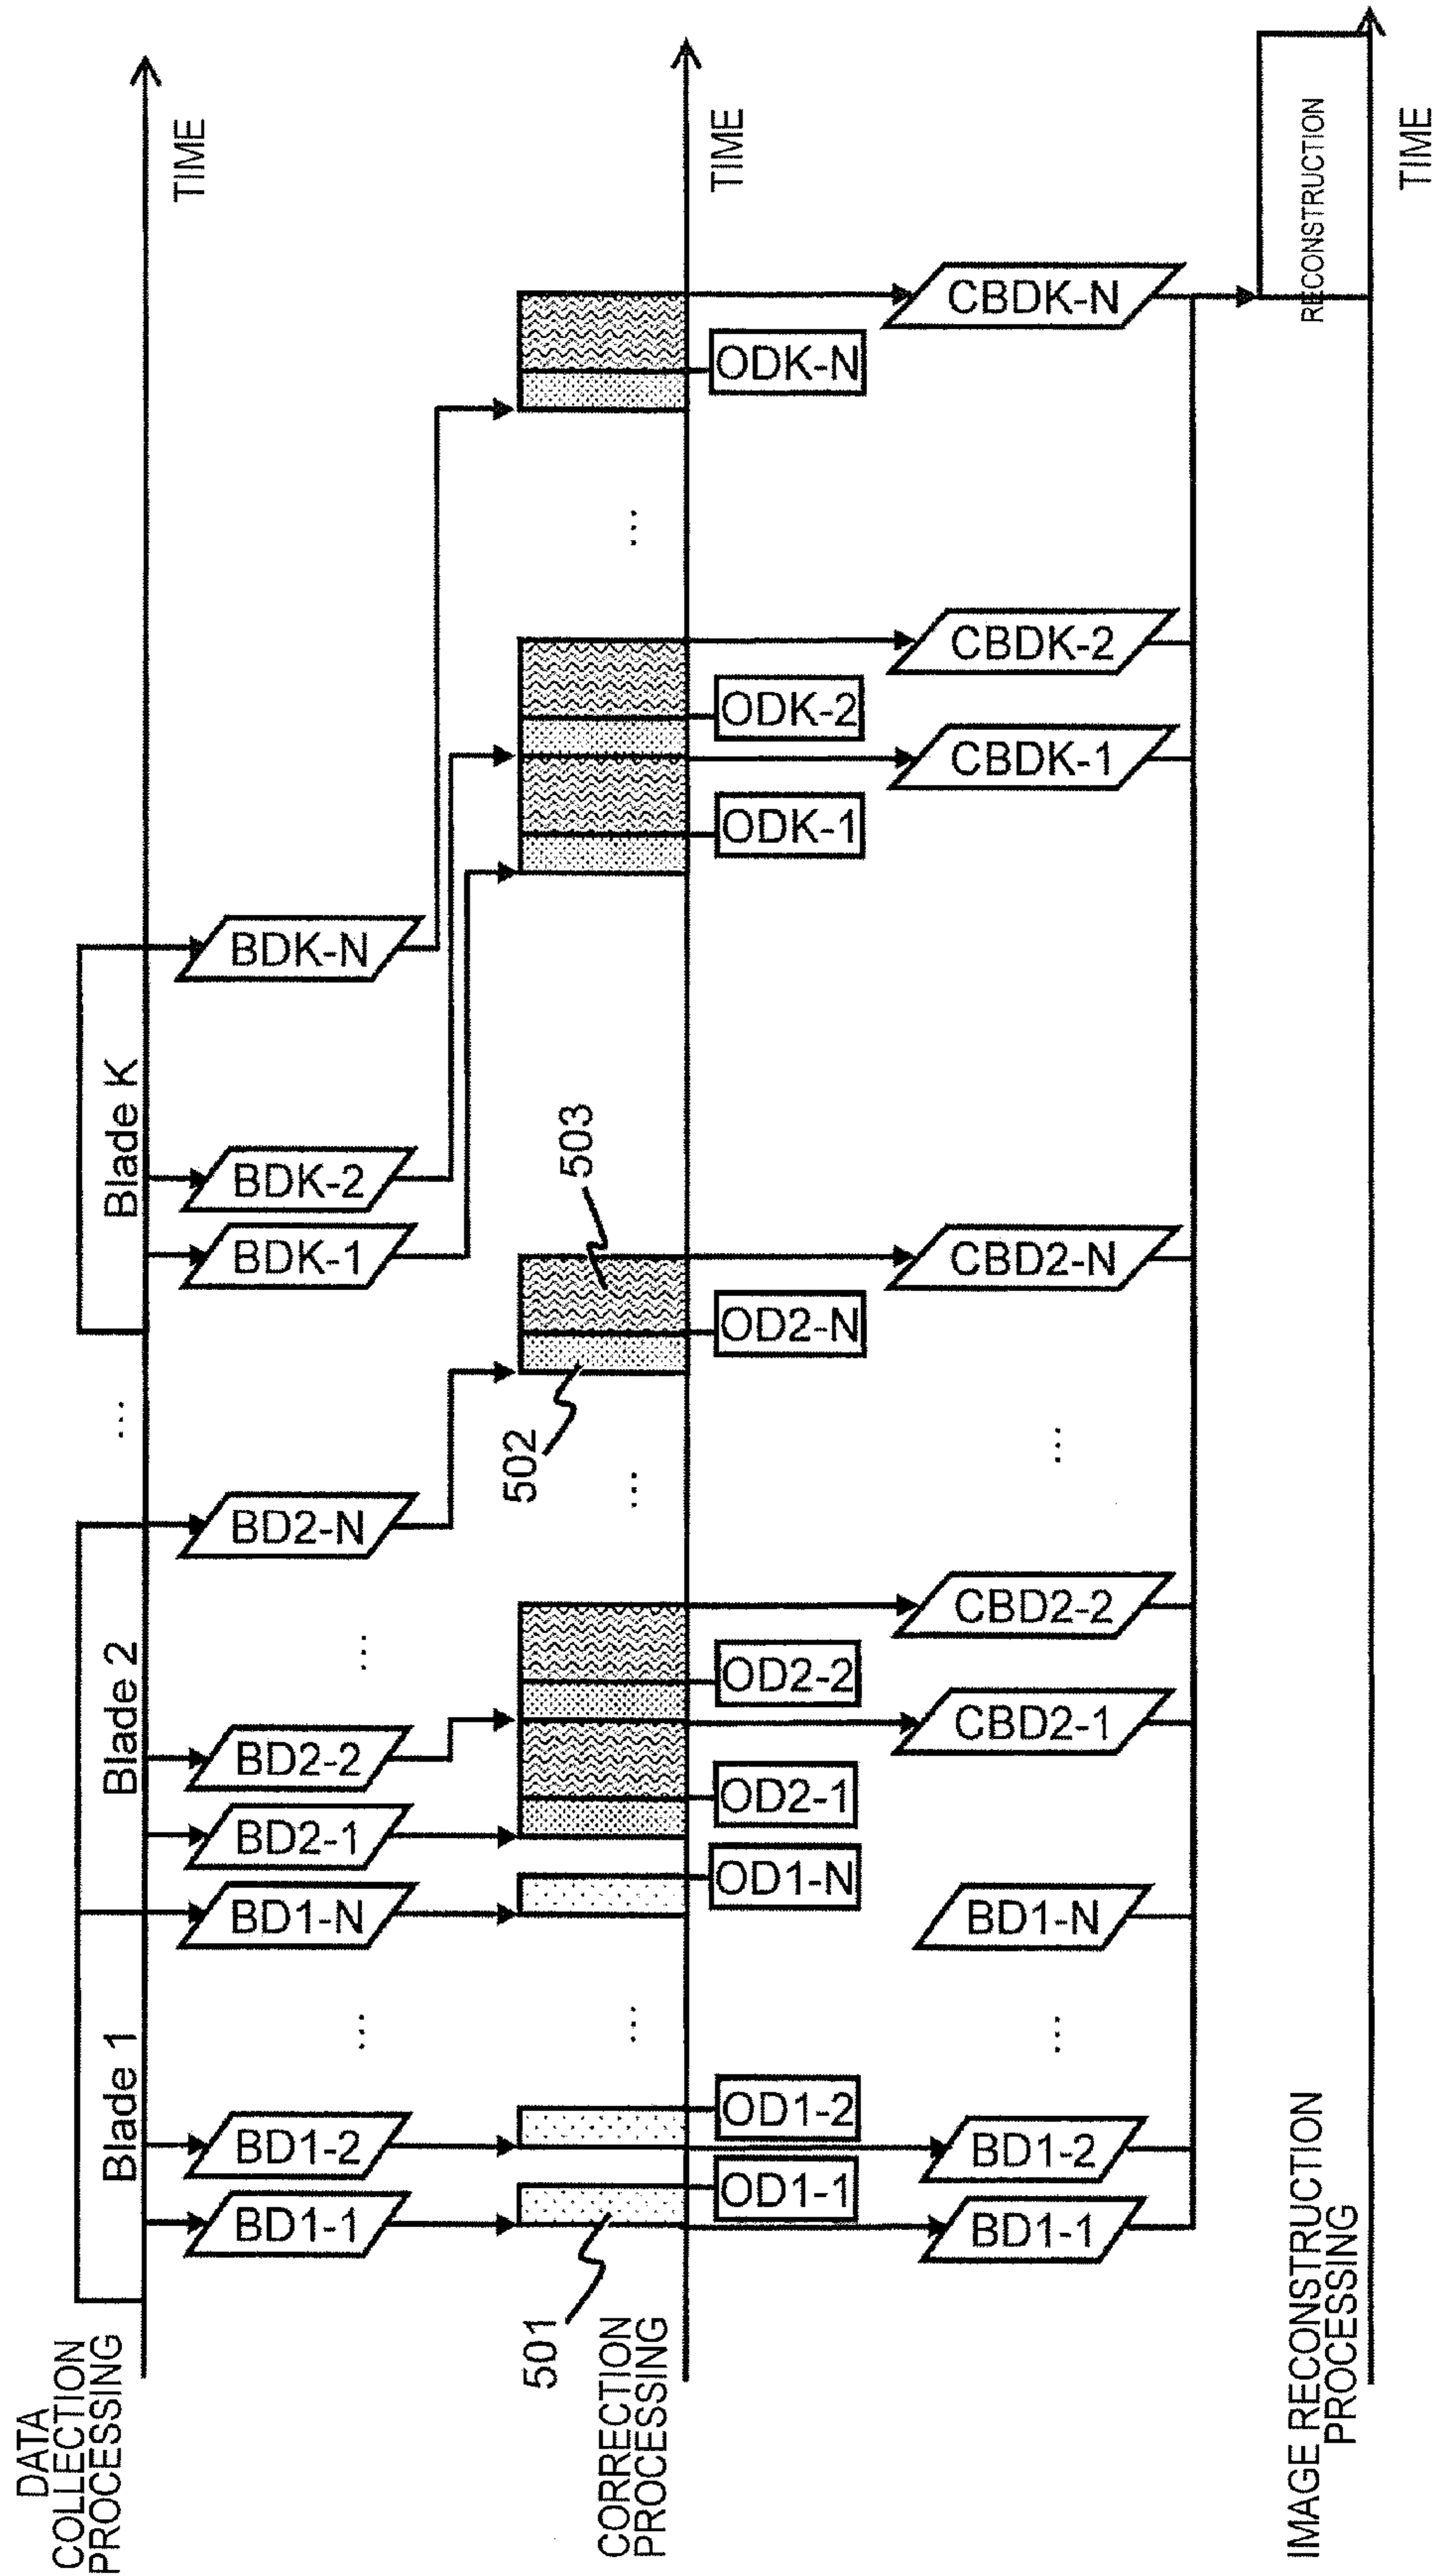 DATA
COLLECTION
PROCESSING
Blade 1
Blade 2
...
Blade K
TIME
BD1-1
BD1-2
...
BD1-N
BD2-1
BD2-2
...
BD2-N
BDK-1
BDK-2
BDK-N
501
502
503
CORRECTION
PROCESSING
...
...
...
TIME
OD1-1
OD1-2
OD1-N
OD2-1
OD2-2
OD2-N
ODK-1
ODK-2
ODK-N
BD1-1
BD1-2
...
BD1-N
CBD2-1
CBD2-2
...
CBD2-N
CBDK-1
CBDK-2
CBDK-N
IMAGE RECONSTRUCTION
PROCESSING
RECONSTRUCTION
TIME